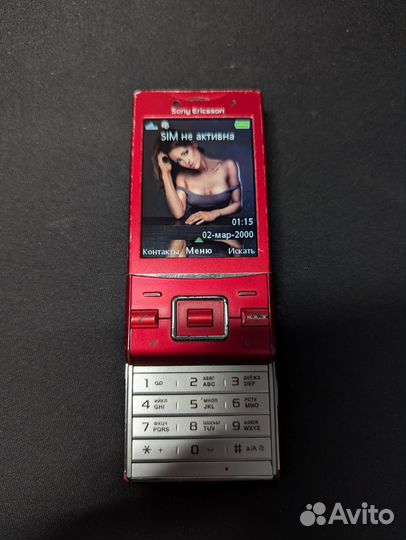 Sony Ericsson
SIM не активна
01:15
02-мар-2000
Контакты Меню Искать
1 2 АБВГ ABC 3 ДЕЁЖЗ DEF
4 ИЙКЛ GHI 5 МНОП JKL 6 РСТУ MNO
7 ФХЦЧ PQRS 8 ШЩЪЫ TUV 9 ЬЭЮЯ WXYZ
* + 0 # a/A
Avito